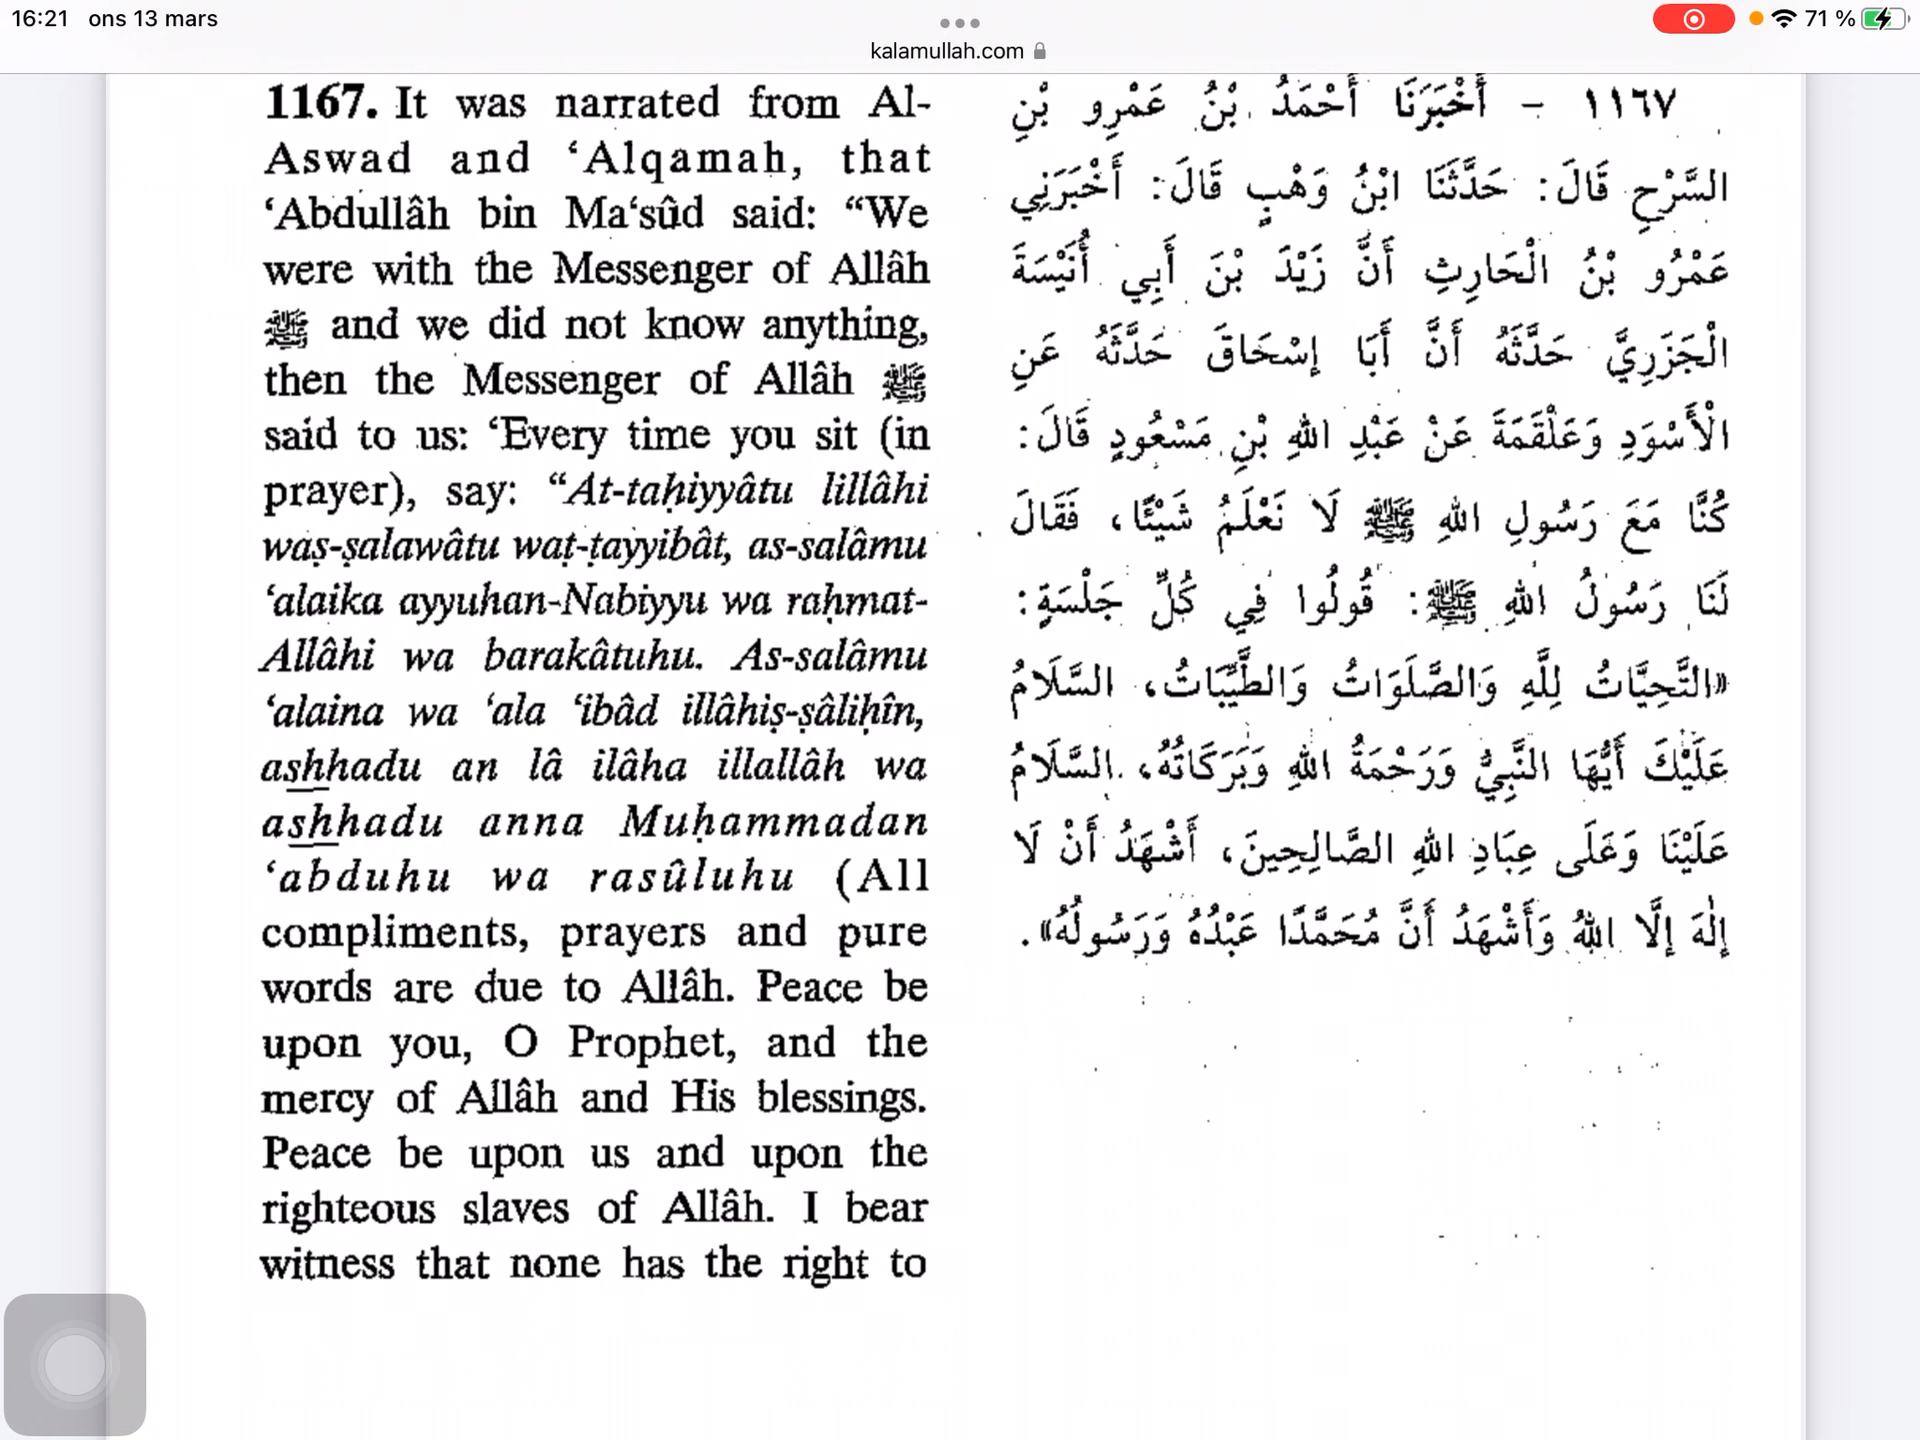 16:21 ons 13 mars
71 %
kalamullah.com
1167. It was narrated from Al-
Aswad and ‘Alqamah, that
‘Abdullâh bin Ma‘sûd said: “We
were with the Messenger of Allâh
ﷺ and we did not know anything,
then the Messenger of Allâh ﷺ
said to us: ‘Every time you sit (in
prayer), say: “At-taḥiyyâtu lillâhi
waṣ-ṣalawâtu waṭ-ṭayyibât, as-salâmu
‘alaika ayyuhan-Nabiyyu wa raḥmat-
Allâhi wa barakâtuhu. As-salâmu
‘alaina wa ‘ala ‘ibâd illâhiṣ-ṣâliḥîn,
ashhadu an lâ ilâha illallâh wa
ashhadu anna Muḥammadan
‘abduhu wa rasûluhu (All
compliments, prayers and pure
words are due to Allâh. Peace be
upon you, O Prophet, and the
mercy of Allâh and His blessings.
Peace be upon us and upon the
righteous slaves of Allâh. I bear
witness that none has the right to
١١٦٧ - أَخْبَرَنَا أَحْمَدُ بْنُ عَمْرِو بْنِ
السَّرْحِ قَالَ: حَدَّثَنَا ابْنُ وَهْبٍ قَالَ: أَخْبَرَنِي
عَمْرُو بْنُ الْحَارِثِ أَنَّ زَيْدَ بْنَ أَبِي أُنَيْسَةَ
الْجَزَرِيَّ حَدَّثَهُ أَنَّ أَبَا إِسْحَاقَ حَدَّثَهُ عَنِ
الْأَسْوَدِ وَعَلْقَمَةَ عَنْ عَبْدِ اللهِ بْنِ مَسْعُودٍ قَالَ:
كُنَّا مَعَ رَسُولِ اللهِ ﷺ لَا نَعْلَمُ شَيْئًا، فَقَالَ
لَنَا رَسُولُ اللهِ ﷺ: قُولُوا فِي كُلِّ جَلْسَةٍ:
«التَّحِيَّاتُ لِلَّهِ وَالصَّلَوَاتُ وَالطَّيِّبَاتُ، السَّلَامُ
عَلَيْكَ أَيُّهَا النَّبِيُّ وَرَحْمَةُ اللهِ وَبَرَكَاتُهُ، السَّلَامُ
عَلَيْنَا وَعَلَى عِبَادِ اللهِ الصَّالِحِينَ، أَشْهَدُ أَنْ لَا
إِلٰهَ إِلَّا اللهُ وَأَشْهَدُ أَنَّ مُحَمَّدًا عَبْدُهُ وَرَسُولُهُ».